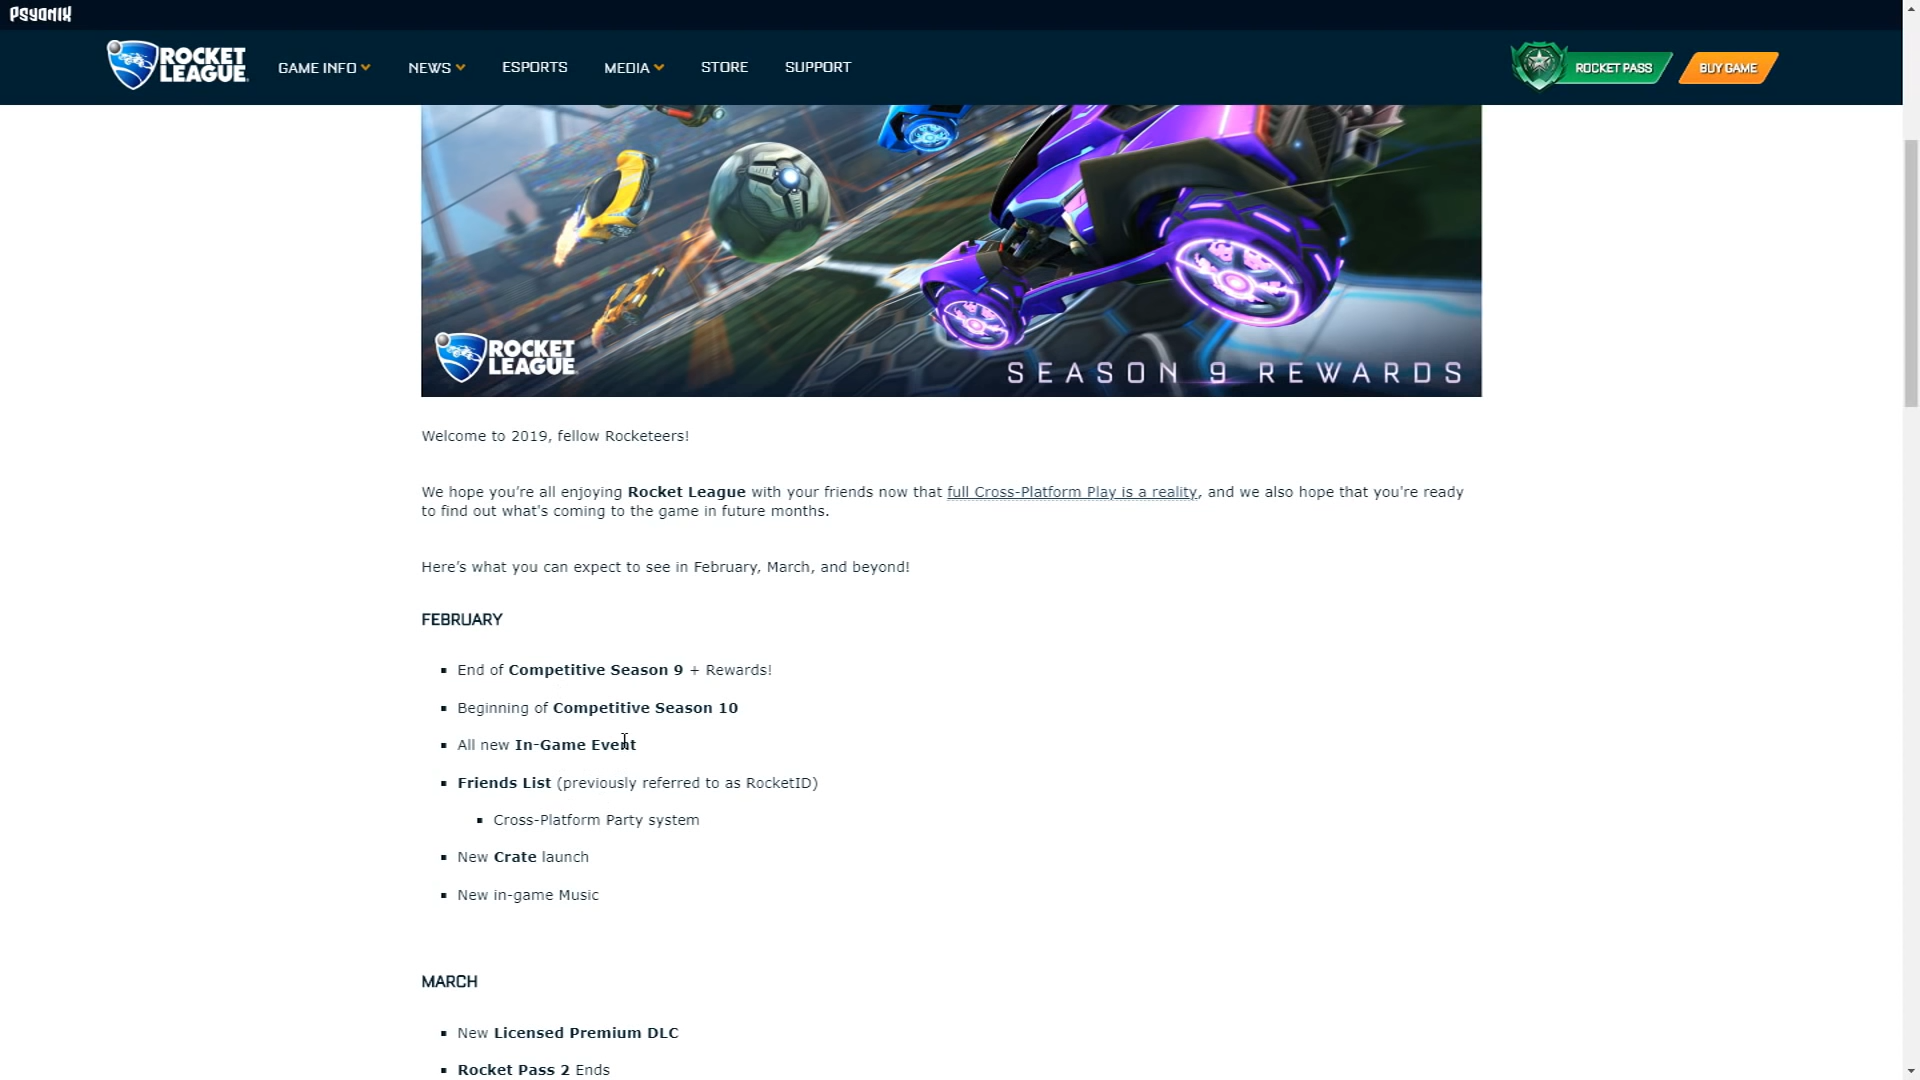 PSYONIX
ROCKET LEAGUE
GAME INFO NEWS ESPORTS MEDIA STORE SUPPORT
ROCKET PASS BUY GAME
ROCKET LEAGUE
SEASON 9 REWARDS
Welcome to 2019, fellow Rocketeers!
We hope you’re all enjoying Rocket League with your friends now that full Cross-Platform Play is a reality, and we also hope that you're ready
to find out what's coming to the game in future months.
Here’s what you can expect to see in February, March, and beyond!
FEBRUARY
▪ End of Competitive Season 9 + Rewards!
▪ Beginning of Competitive Season 10
▪ All new In-Game Event
▪ Friends List (previously referred to as RocketID)
▪ Cross-Platform Party system
▪ New Crate launch
▪ New in-game Music
MARCH
▪ New Licensed Premium DLC
▪ Rocket Pass 2 Ends